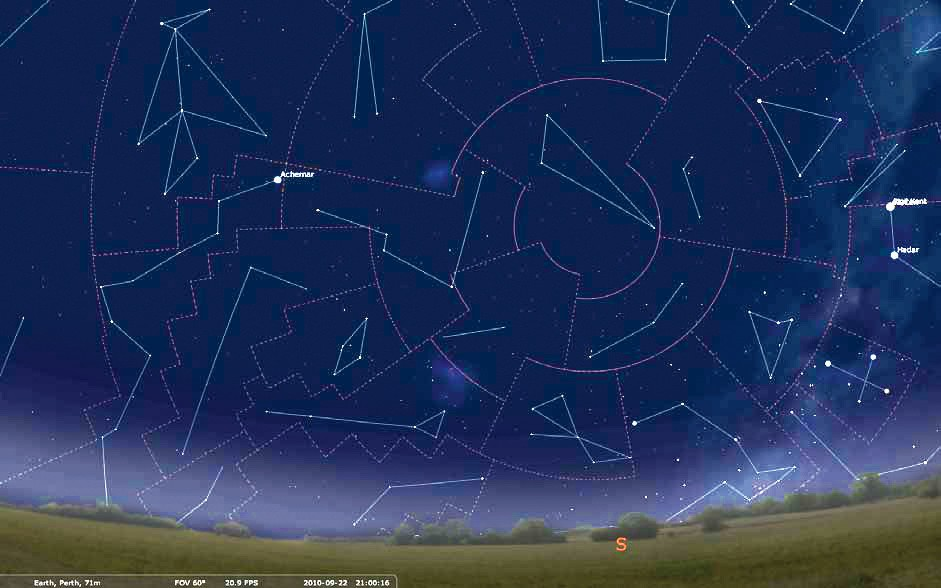 Achernar
Hadar
S
Earth, Perth, 71m FOV 60° 20.9 FPS 2010-09-22 21:00:16